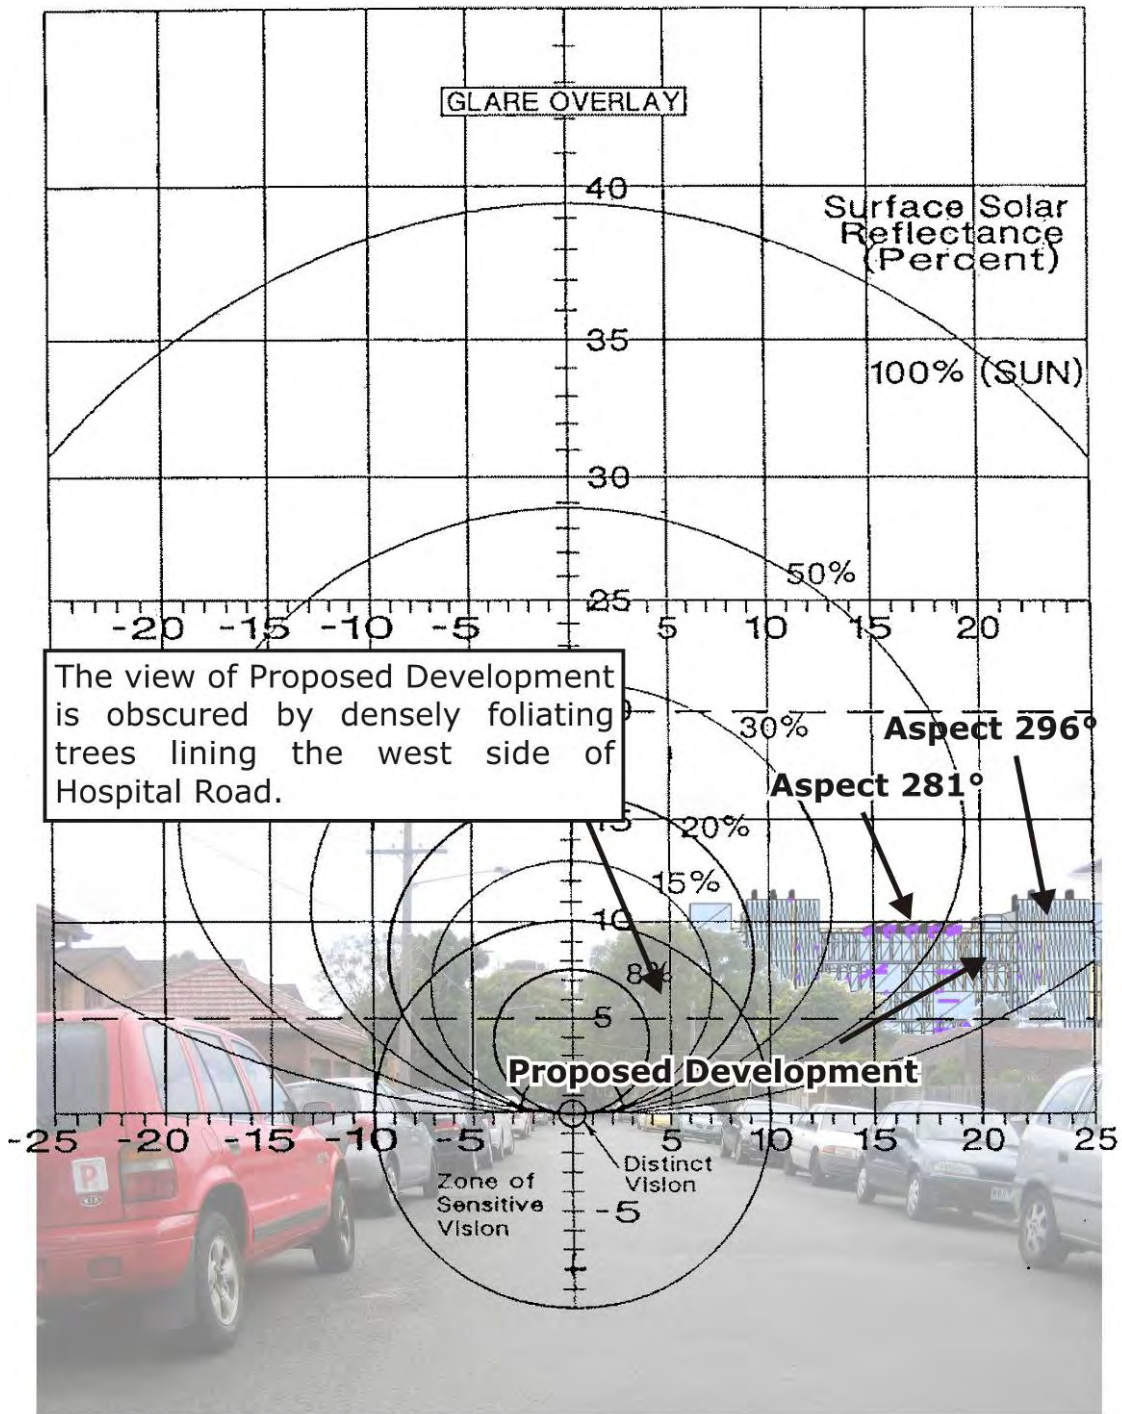 GLARE OVERLAY
40
Surface Solar
Reflectance
(Percent)
35
100% (SUN)
30
50%
25
-20 -15 -10 -5 5 10 15 20
The view of Proposed Development
is obscured by densely foliating
trees lining the west side of
Hospital Road.
30%
Aspect 296°
Aspect 281°
15
20%
15%
10
8%
5
Proposed Development
-25 -20 -15 -10 -5 5 10 15 20 25
Distinct
Vision
Zone of
Sensitive
Vision
-5
P
KIA